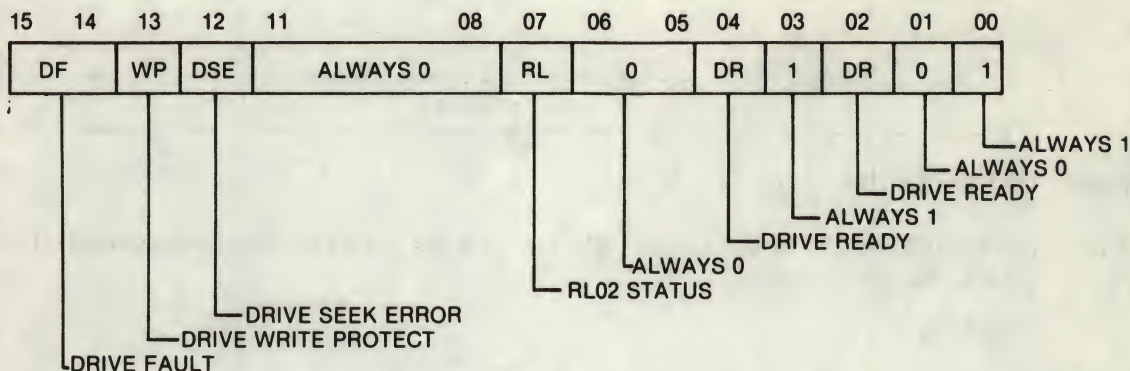 15 14 13 12 11 08 07 06 05 04 03 02 01 00
DF WP DSE ALWAYS 0 RL 0 DR 1 DR 0 1
ALWAYS 1
ALWAYS 0
DRIVE READY
ALWAYS 1
DRIVE READY
ALWAYS 0
RL02 STATUS
DRIVE SEEK ERROR
DRIVE WRITE PROTECT
DRIVE FAULT